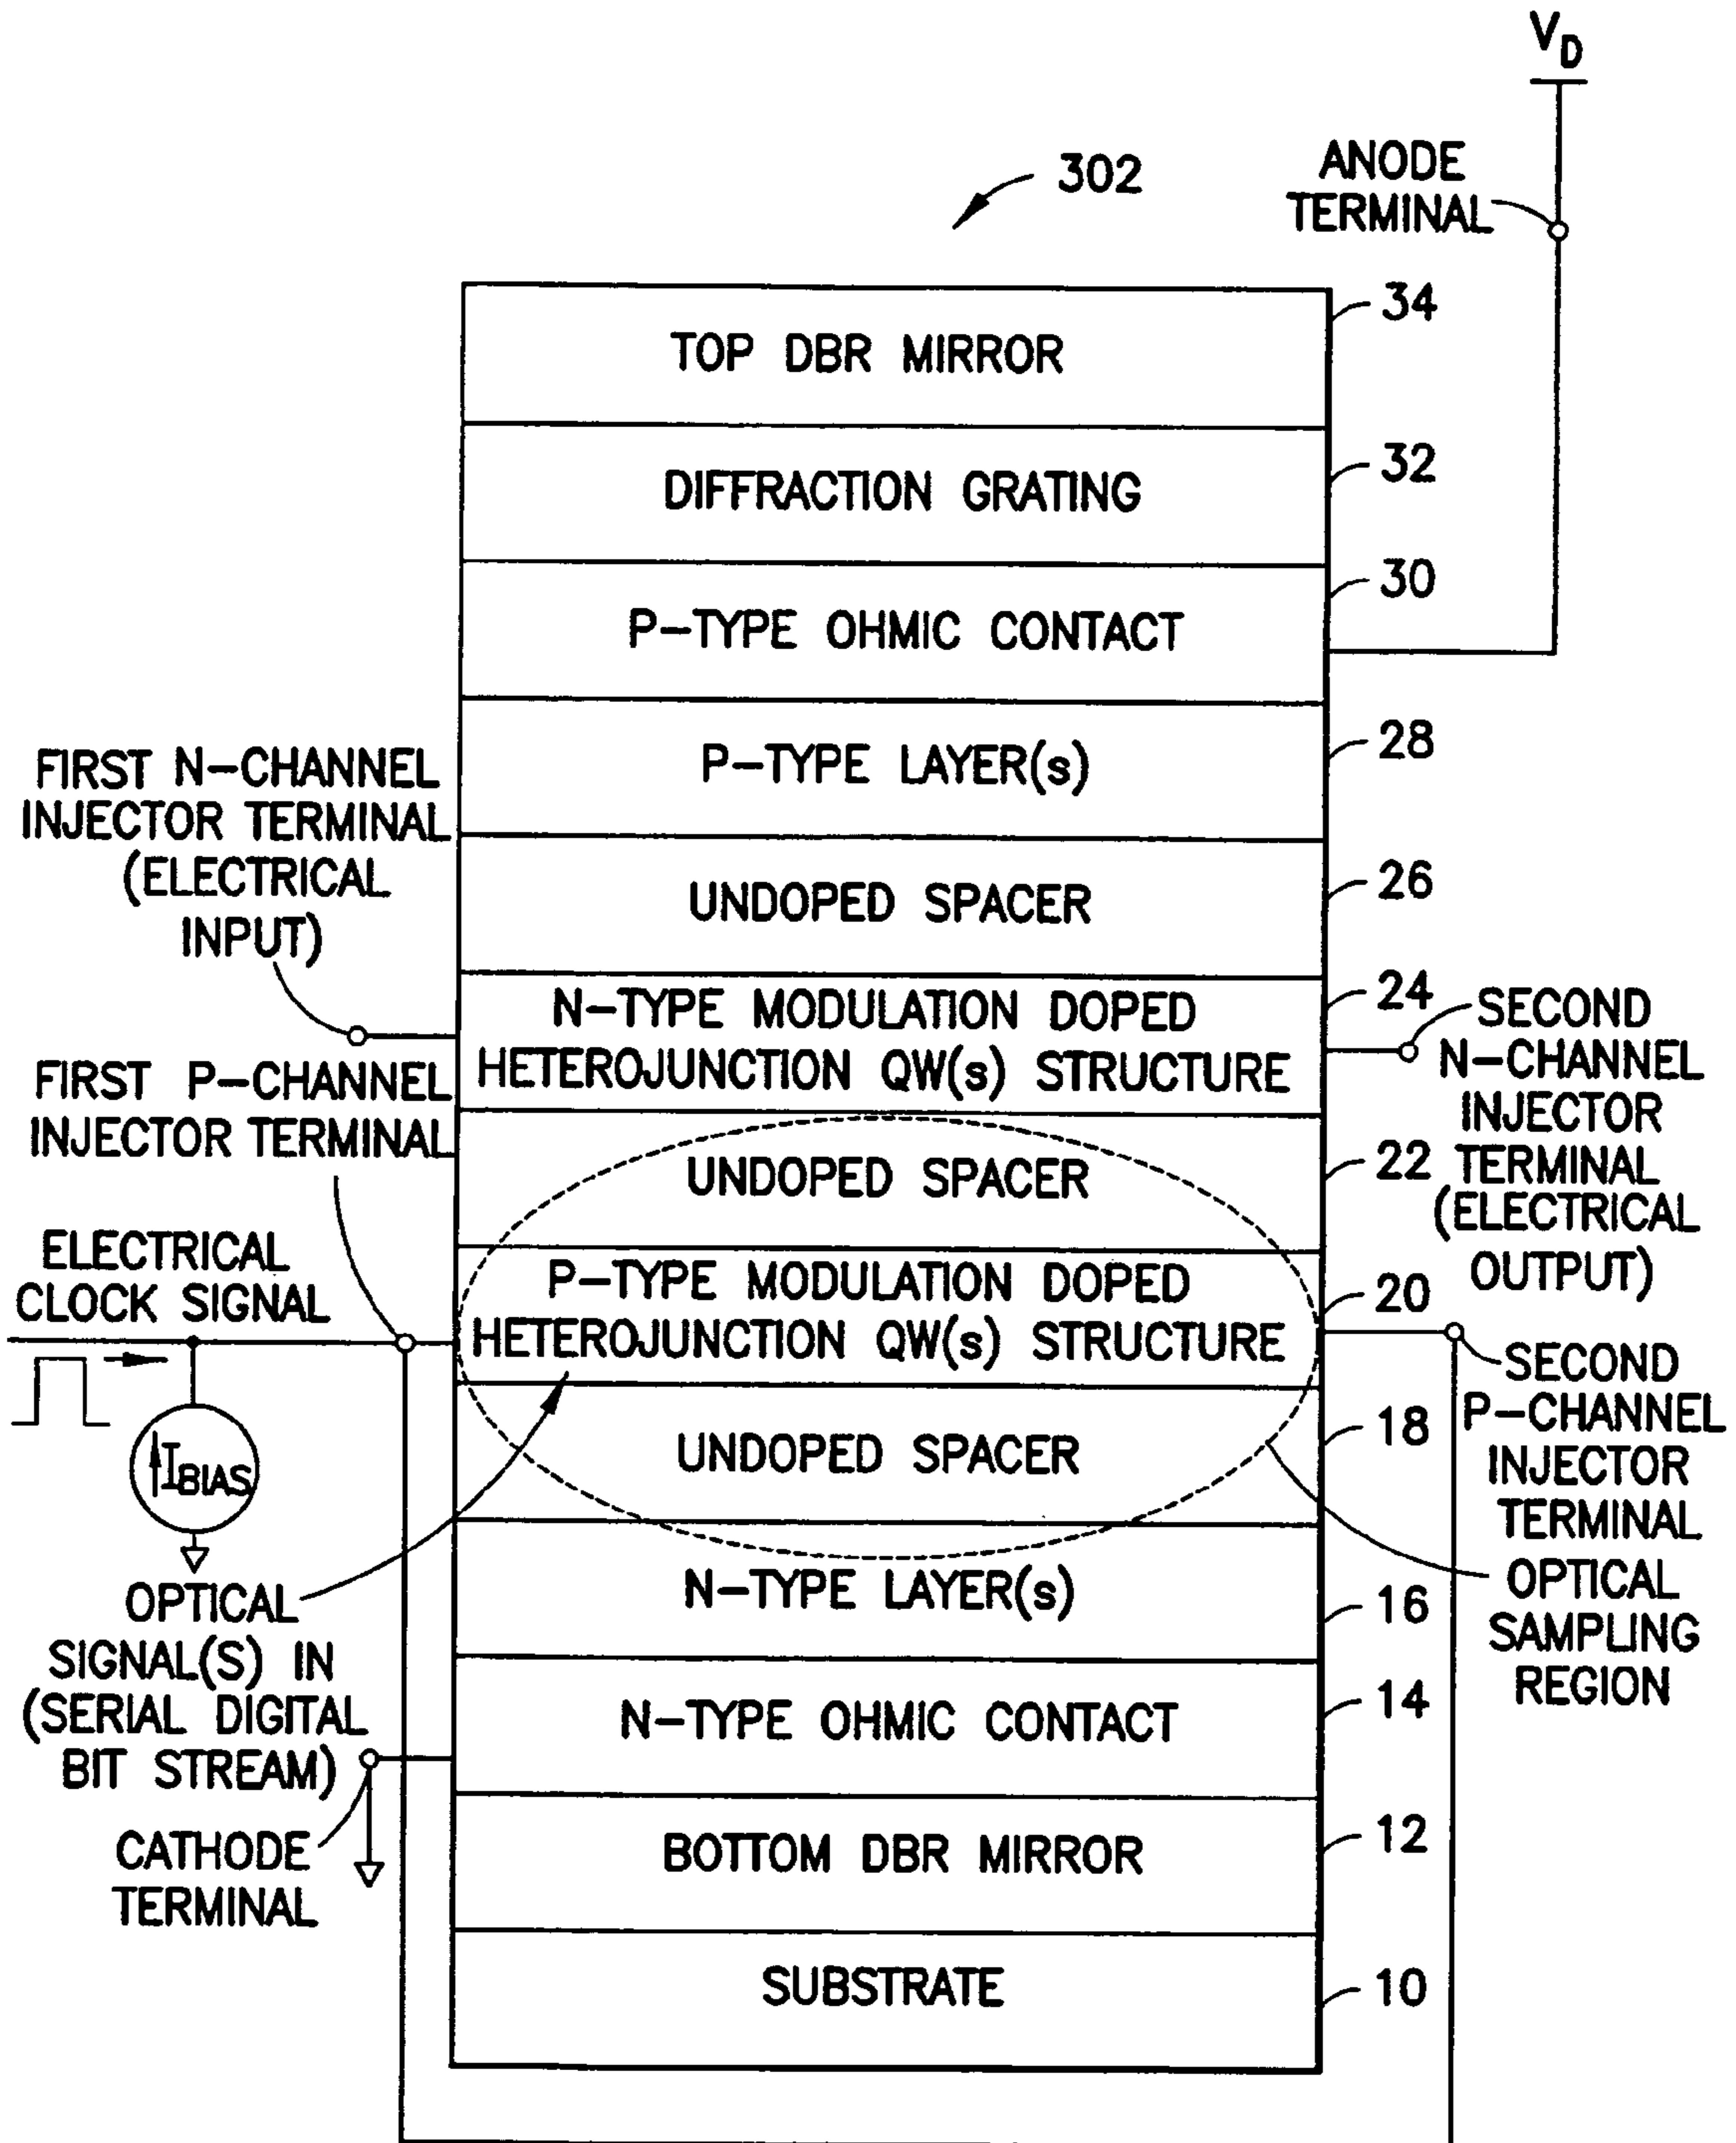 V_D
302
ANODE
TERMINAL
34
TOP DBR MIRROR
32
DIFFRACTION GRATING
30
P-TYPE OHMIC CONTACT
28
P-TYPE LAYER(s)
FIRST N-CHANNEL
INJECTOR TERMINAL
(ELECTRICAL
INPUT)
26
UNDOPED SPACER
24
N-TYPE MODULATION DOPED
HETEROJUNCTION QW(s) STRUCTURE
SECOND
N-CHANNEL
INJECTOR
TERMINAL
(ELECTRICAL
OUTPUT)
FIRST P-CHANNEL
INJECTOR TERMINAL
22
UNDOPED SPACER
ELECTRICAL
CLOCK SIGNAL
20
P-TYPE MODULATION DOPED
HETEROJUNCTION QW(s) STRUCTURE
SECOND
P-CHANNEL
INJECTOR
TERMINAL
I_BIAS
18
UNDOPED SPACER
OPTICAL
SAMPLING
REGION
OPTICAL
SIGNAL(S) IN
(SERIAL DIGITAL
BIT STREAM)
16
N-TYPE LAYER(s)
14
N-TYPE OHMIC CONTACT
CATHODE
TERMINAL
12
BOTTOM DBR MIRROR
10
SUBSTRATE